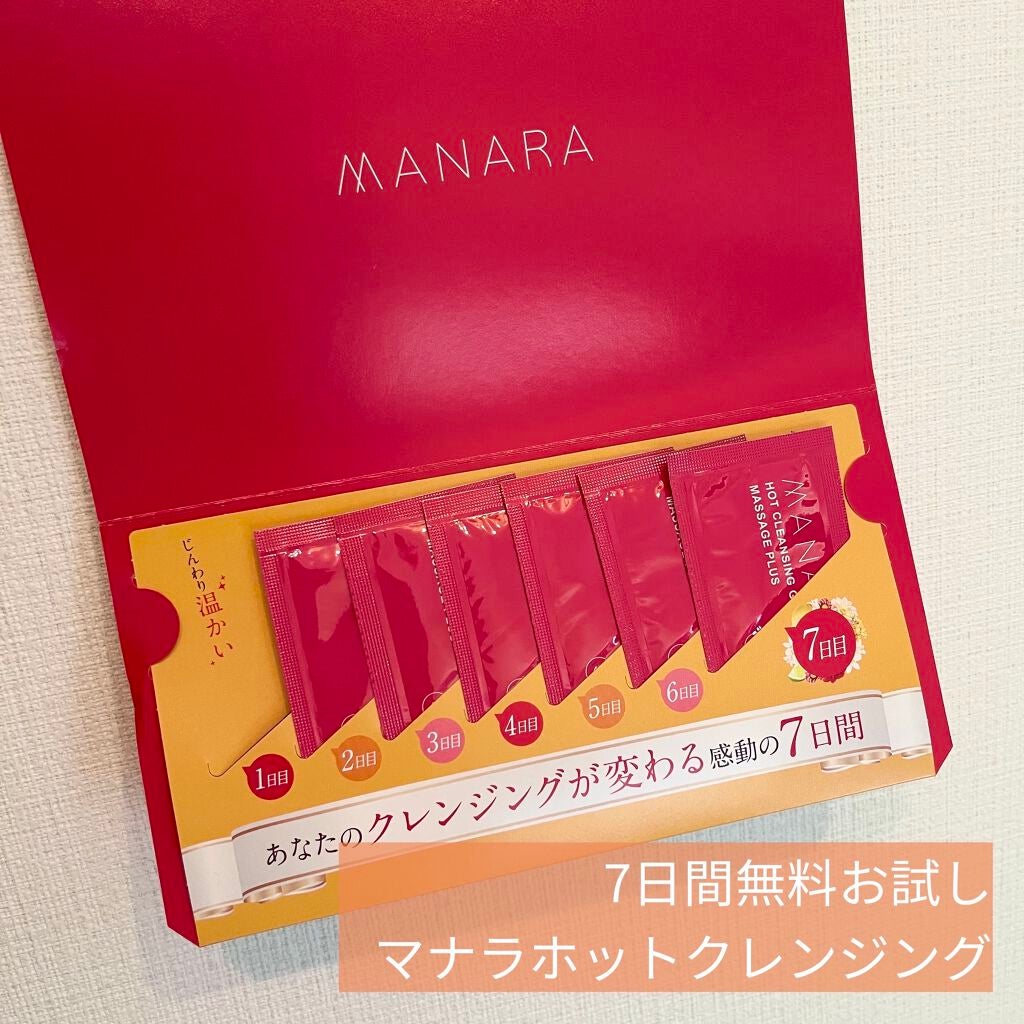 MANARA
じんわり
温かい
MANA
HOT CLEANSING G
MASSAGE PLUS
1日目
2日目
3日目
4日目
5日目
6日目
7日目
あなたのクレンジングが変わる感動の7日間
7日間無料お試し
マナラホットクレンジング